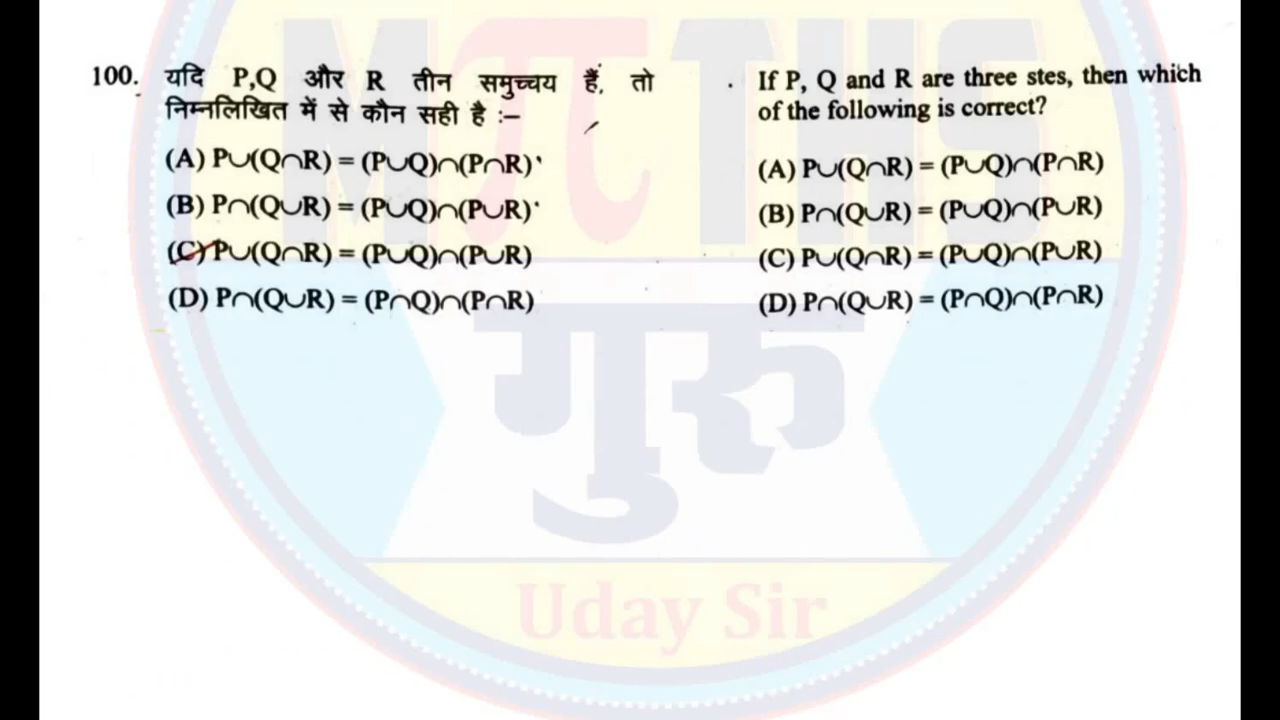 100. यदि P,Q और R तीन समुच्चय हैं, तो
निम्नलिखित में से कौन सही है :–
(A) P∪(Q∩R) = (P∪Q)∩(P∩R)
(B) P∩(Q∪R) = (P∪Q)∩(P∪R)
(C) P∪(Q∩R) = (P∪Q)∩(P∪R)
(D) P∩(Q∪R) = (P∩Q)∩(P∩R)
If P, Q and R are three stes, then which
of the following is correct?
(A) P∪(Q∩R) = (P∪Q)∩(P∩R)
(B) P∩(Q∪R) = (P∪Q)∩(P∪R)
(C) P∪(Q∩R) = (P∪Q)∩(P∪R)
(D) P∩(Q∪R) = (P∩Q)∩(P∩R)
MπTHS
गुरु
Uday Sir